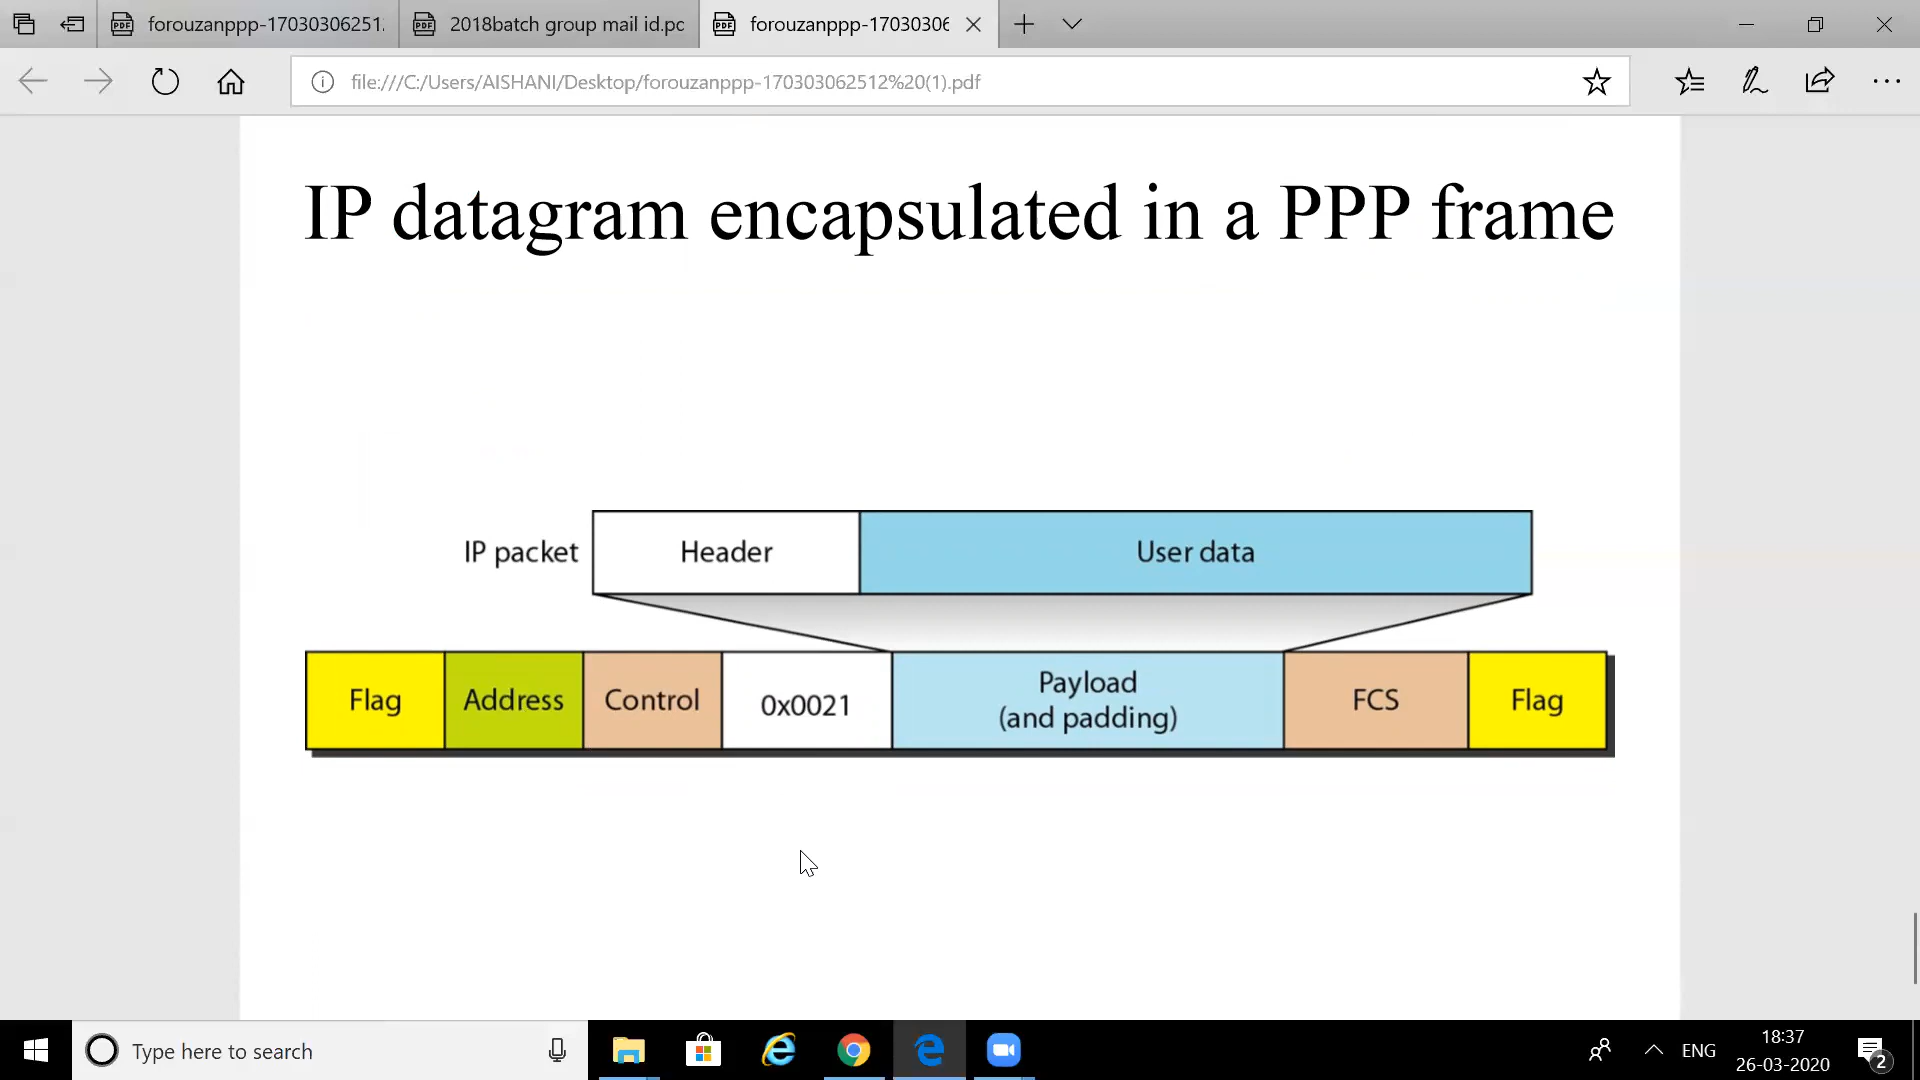 forouzanppp-170303062512
2018batch group mail id.pc
forouzanppp-17030306
file:///C:/Users/AISHANI/Desktop/forouzanppp-170303062512%20(1).pdf
IP datagram encapsulated in a PPP frame
IP packet Header User data
Flag Address Control 0x0021 Payload (and padding) FCS Flag
Type here to search
ENG
18:37
26-03-2020
2